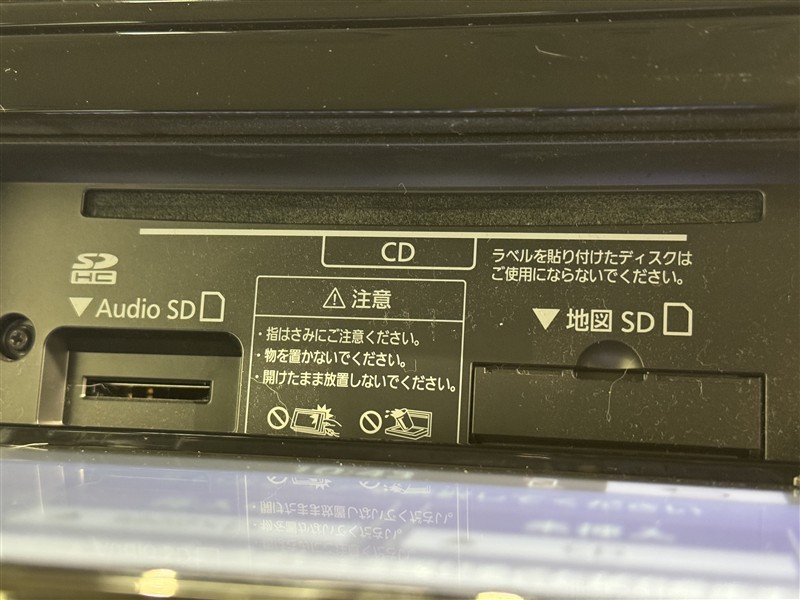 CD
ラベルを貼り付けたディスクは
ご使用にならないでください。
SD
HC
▼Audio SD
⚠ 注意
・指はさみにご注意ください。
・物を置かないでください。
・開けたまま放置しないでください。
▼地図 SD